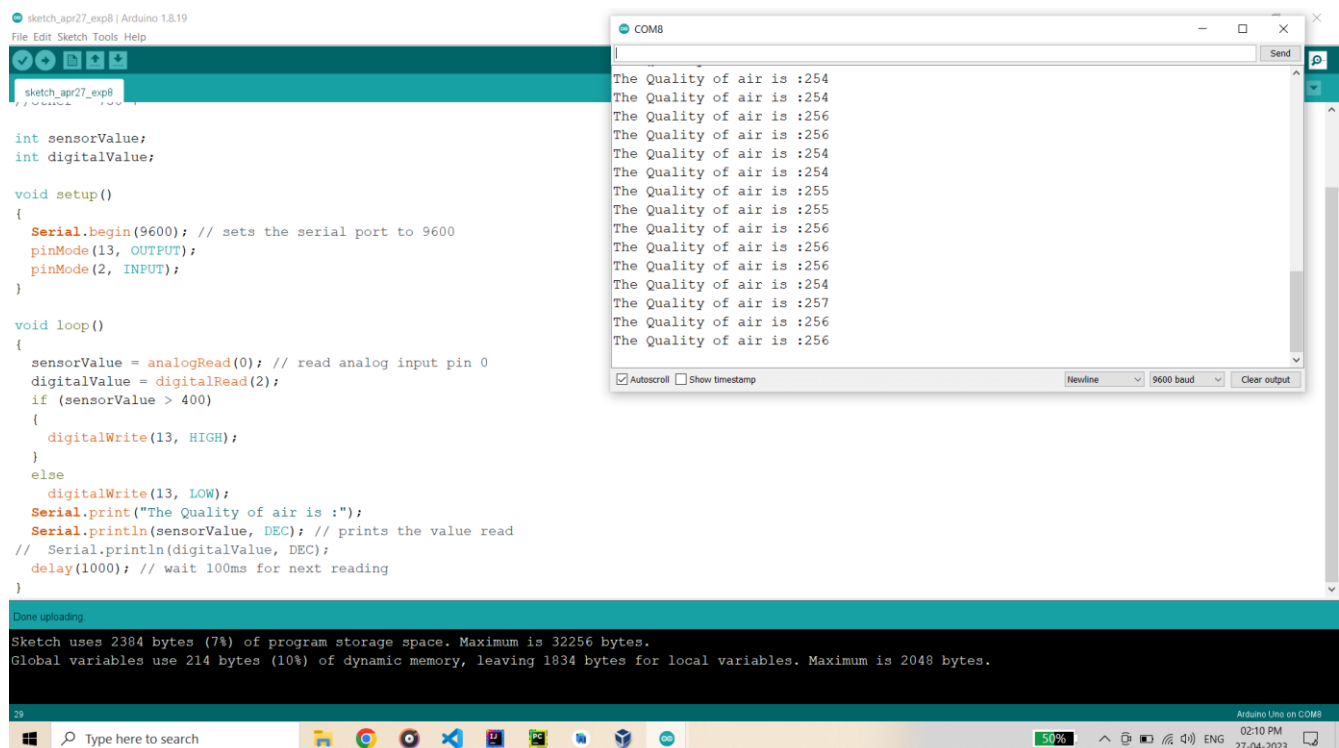 sketch_apr27_exp8 | Arduino 1.8.19
File Edit Sketch Tools Help
sketch_apr27_exp8
int sensorValue;
int digitalValue;
void setup()
{
Serial.begin(9600); // sets the serial port to 9600
pinMode(13, OUTPUT);
pinMode(2, INPUT);
}
void loop()
{
sensorValue = analogRead(0); // read analog input pin 0
digitalValue = digitalRead(2);
if (sensorValue > 400)
{
digitalWrite(13, HIGH);
}
else
digitalWrite(13, LOW);
Serial.print("The Quality of air is :");
Serial.println(sensorValue, DEC); // prints the value read
//  Serial.println(digitalValue, DEC);
delay(1000); // wait 100ms for next reading
}
COM8
Send
The Quality of air is :254
The Quality of air is :254
The Quality of air is :256
The Quality of air is :256
The Quality of air is :254
The Quality of air is :254
The Quality of air is :255
The Quality of air is :255
The Quality of air is :256
The Quality of air is :256
The Quality of air is :256
The Quality of air is :254
The Quality of air is :257
The Quality of air is :256
The Quality of air is :256
Autoscroll Show timestamp Newline 9600 baud Clear output
Done uploading.
Sketch uses 2384 bytes (7%) of program storage space. Maximum is 32256 bytes.
Global variables use 214 bytes (10%) of dynamic memory, leaving 1834 bytes for local variables. Maximum is 2048 bytes.
29 Arduino Uno on COM8
Type here to search
50% ENG 02:10 PM
27-04-2023